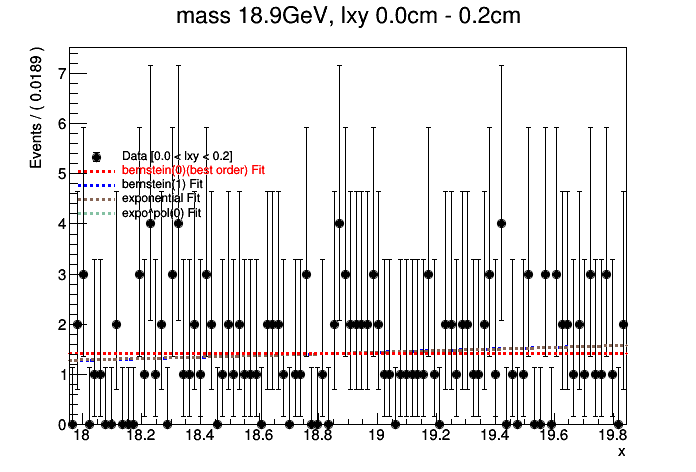 mass 18.9GeV, lxy 0.0cm - 0.2cm
Events / ( 0.0189 )
7
6
5
4
3
2
1
0
Data [0.0 < lxy < 0.2]
bernstein(0)(best order) Fit
bernstein(1) Fit
exponential Fit
expo*pol(0) Fit
18 18.2 18.4 18.6 18.8 19 19.2 19.4 19.6 19.8
x